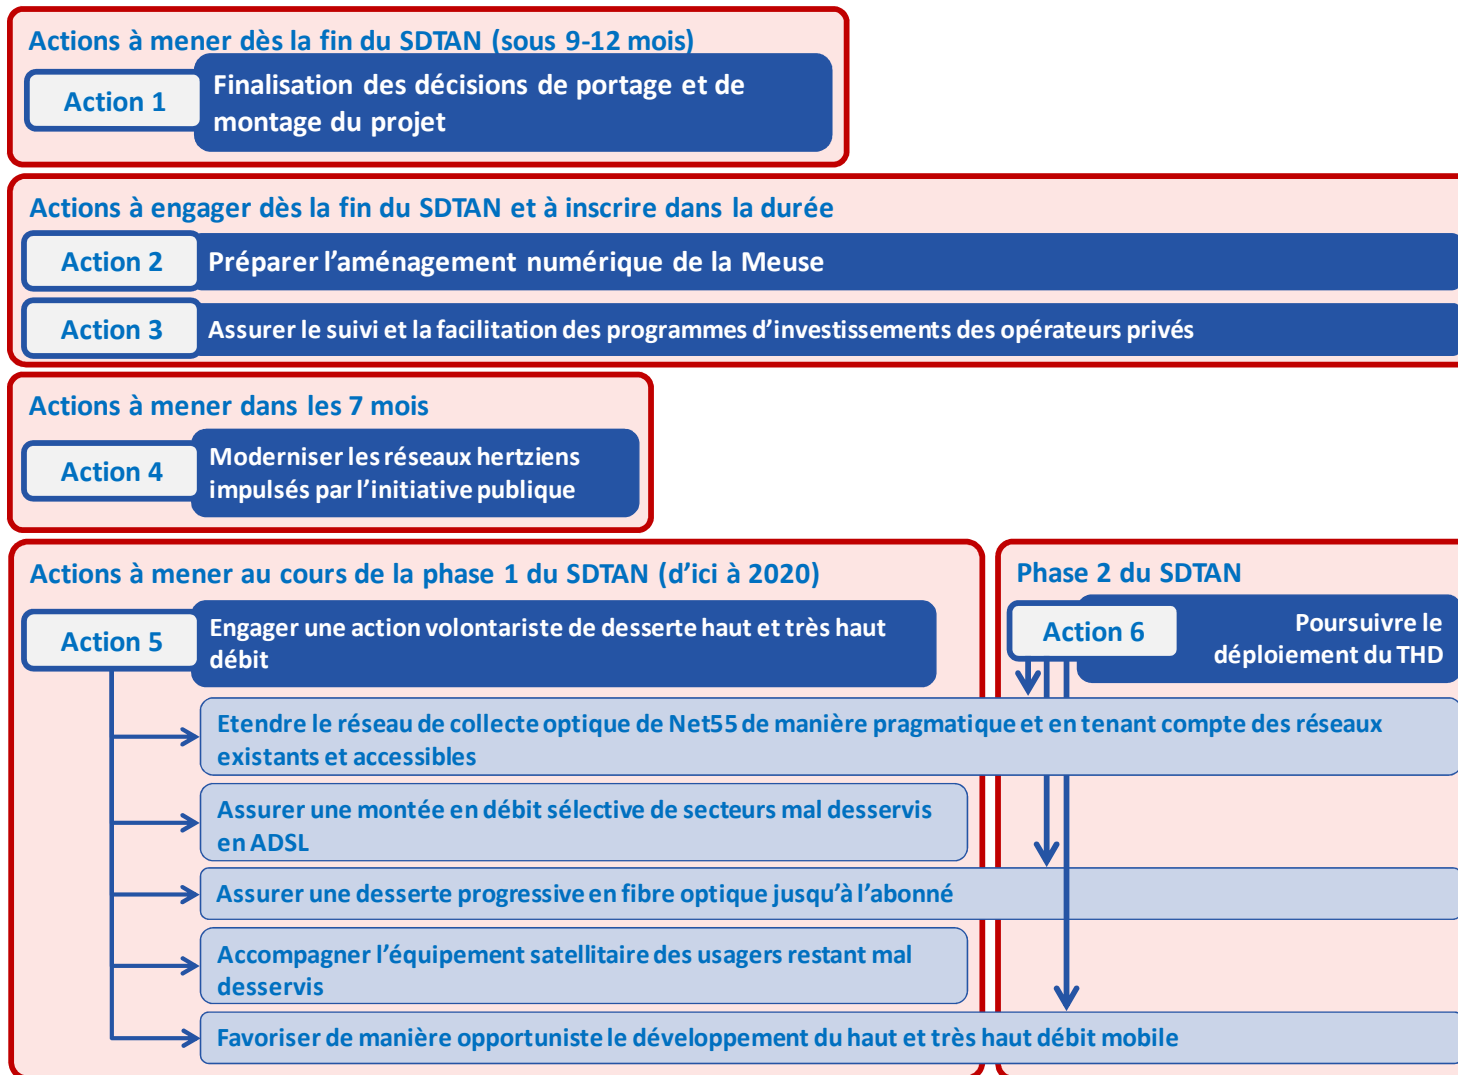 Actions à mener dès la fin du SDTAN (sous 9-12 mois)
Action 1
Finalisation des décisions de portage et de
montage du projet
Actions à engager dès la fin du SDTAN et à inscrire dans la durée
Action 2
Préparer l'aménagement numérique de la Meuse
Action 3
Assurer le suivi et la facilitation des programmes d'investissements des opérateurs privés
Actions à mener dans les 7 mois
Action 4
Moderniser les réseaux hertziens
impulsés par l'initiative publique
Actions à mener au cours de la phase 1 du SDTAN (d'ici à 2020)
Action 5
Engager une action volontariste de desserte haut et très haut
débit
Phase 2 du SDTAN
Action 6
Poursuivre le
déploiement du THD
Etendre le réseau de collecte optique de Net55 de manière pragmatique et en tenant compte des réseaux
existants et accessibles
Assurer une montée en débit sélective de secteurs mal desservis
en ADSL
Assurer une desserte progressive en fibre optique jusqu'à l'abonné
Accompagner l'équipement satellitaire des usagers restant mal
desservis
Favoriser de manière opportuniste le développement du haut et très haut débit mobile